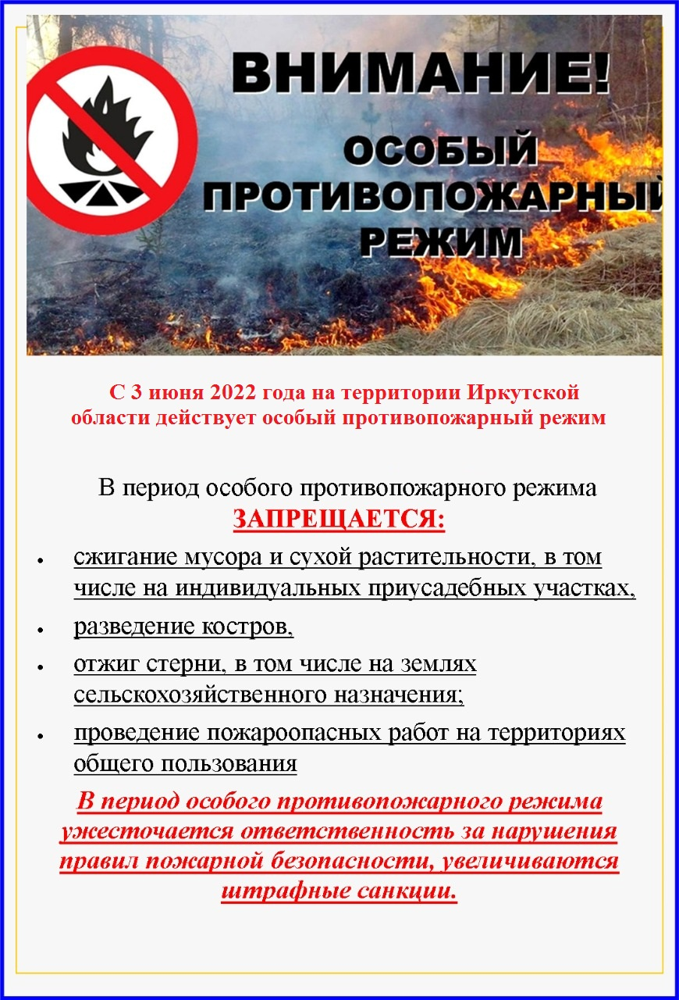 ВНИМАНИЕ!
ОСОБЫЙ
ПРОТИВОПОЖАРНЫЙ
РЕЖИМ
С 3 июня 2022 года на территории Иркутской
области действует особый противопожарный режим
В период особого противопожарного режима
ЗАПРЕЩАЕТСЯ:
• сжигание мусора и сухой растительности, в том
числе на индивидуальных приусадебных участках,
• разведение костров,
• отжиг стерни, в том числе на землях
сельскохозяйственного назначения;
• проведение пожароопасных работ на территориях
общего пользования
В период особого противопожарного режима
ужесточается ответственность за нарушения
правил пожарной безопасности, увеличиваются
штрафные санкции.